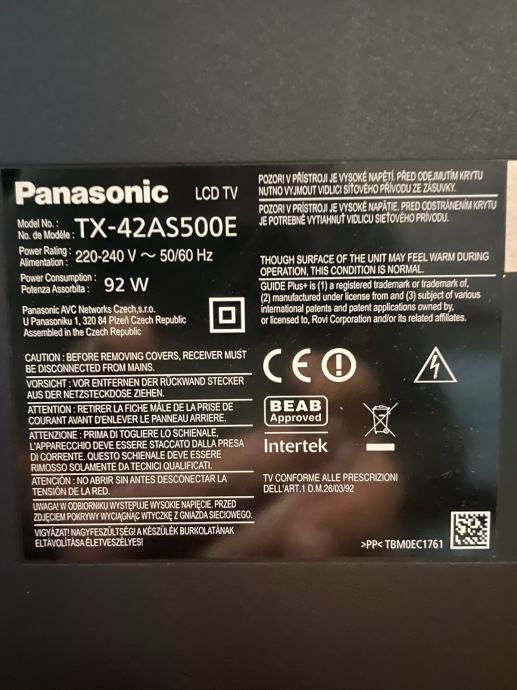 Panasonic LCD TV
Model No. :
No. de Modèle : TX-42AS500E
Power Rating :
Alimentation : 220-240 V ～ 50/60 Hz
Power Consumption :
Potenza Assorbita : 92 W
Panasonic AVC Networks Czech,s.r.o.
U Panasoniku 1, 320 84 Plzeň Czech Republic
Assembled in the Czech Republic
CAUTION : BEFORE REMOVING COVERS, RECEIVER MUST
BE DISCONNECTED FROM MAINS.
VORSICHT : VOR ENTFERNEN DER RÜCKWAND STECKER
AUS DER NETZSTECKDOSE ZIEHEN.
ATTENTION : RETIRER LA FICHE MÂLE DE LA PRISE DE
COURANT AVANT D'ENLEVER LE PANNEAU ARRIERE.
ATTENZIONE : PRIMA DI TOGLIERE LO SCHIENALE,
L'APPARECCHIO DEVE ESSERE STACCATO DALLA PRESA
DI CORRENTE. QUESTO SCHIENALE DEVE ESSERE
RIMOSSO SOLAMENTE DA TECNICI QUALIFICATI.
ATENCIÓN : NO ABRIR SIN ANTES DESCONECTAR LA
TENSIÓN DE LA RED.
UWAGA! W ODBIORNIKU WYSTĘPUJE WYSOKIE NAPIĘCIE. PRZED
ZDJĘCIEM POKRYWY WYCIĄGNĄĆ WTYCZKĘ Z GNIAZDA SIECIOWEGO.
VIGYÁZAT! NAGYFESZÜLTSÉG! A KÉSZÜLÉK BURKOLATÁNAK
ELTÁVOLÍTÁSA ÉLETVESZÉLYES!
POZOR! V PŘÍSTROJI JE VYSOKÉ NAPĚTÍ. PŘED ODEJMUTÍM KRYTU
NUTNO VYJMOUT VIDLICI SÍŤOVÉHO PŘÍVODU ZE ZÁSUVKY.
POZOR! V PRÍSTROJI JE VYSOKÉ NAPÄTIE. PRED ODSTRÁNENÍM KRYTU
JE POTREBNÉ VYTIAHNUŤ VIDLICU SIEŤOVÉHO PRÍVODU.
THOUGH SURFACE OF THE UNIT MAY FEEL WARM DURING
OPERATION, THIS CONDITION IS NORMAL.
GUIDE Plus+ is (1) a registered trademark or trademark of,
(2) manufactured under license from and (3) subject of various
international patents and patent applications owned by,
or licensed to, Rovi Corporation and/or its related affiliates.
CE
BEAB
Approved
Intertek
TV CONFORME ALLE PRESCRIZIONI
DELL'ART.1 D.M.26/03/92
>PP< TBM0EC1761